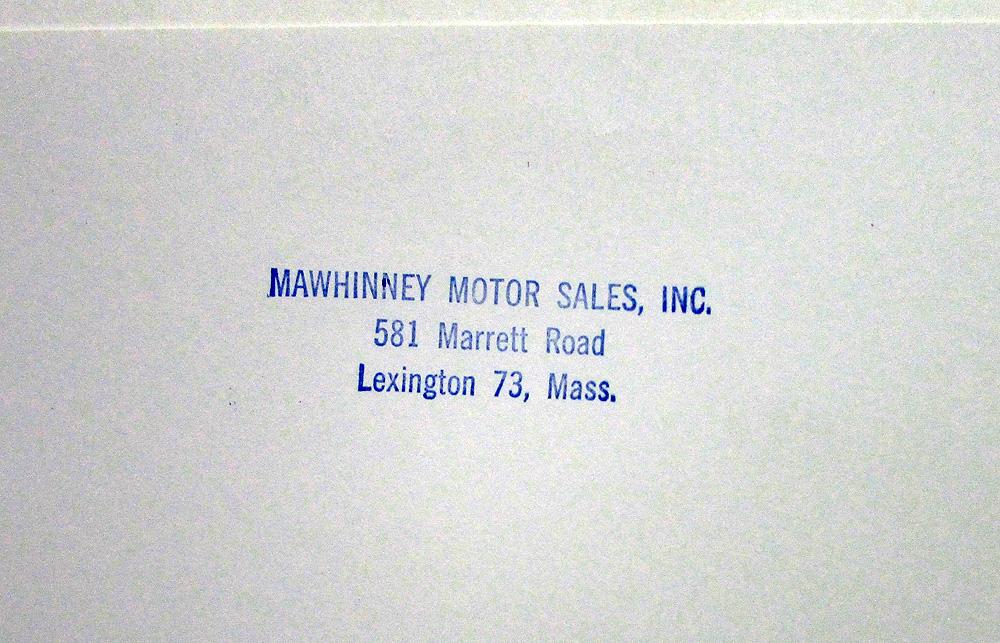 MAWHINNEY MOTOR SALES, INC.
581 Marrett Road
Lexington 73, Mass.